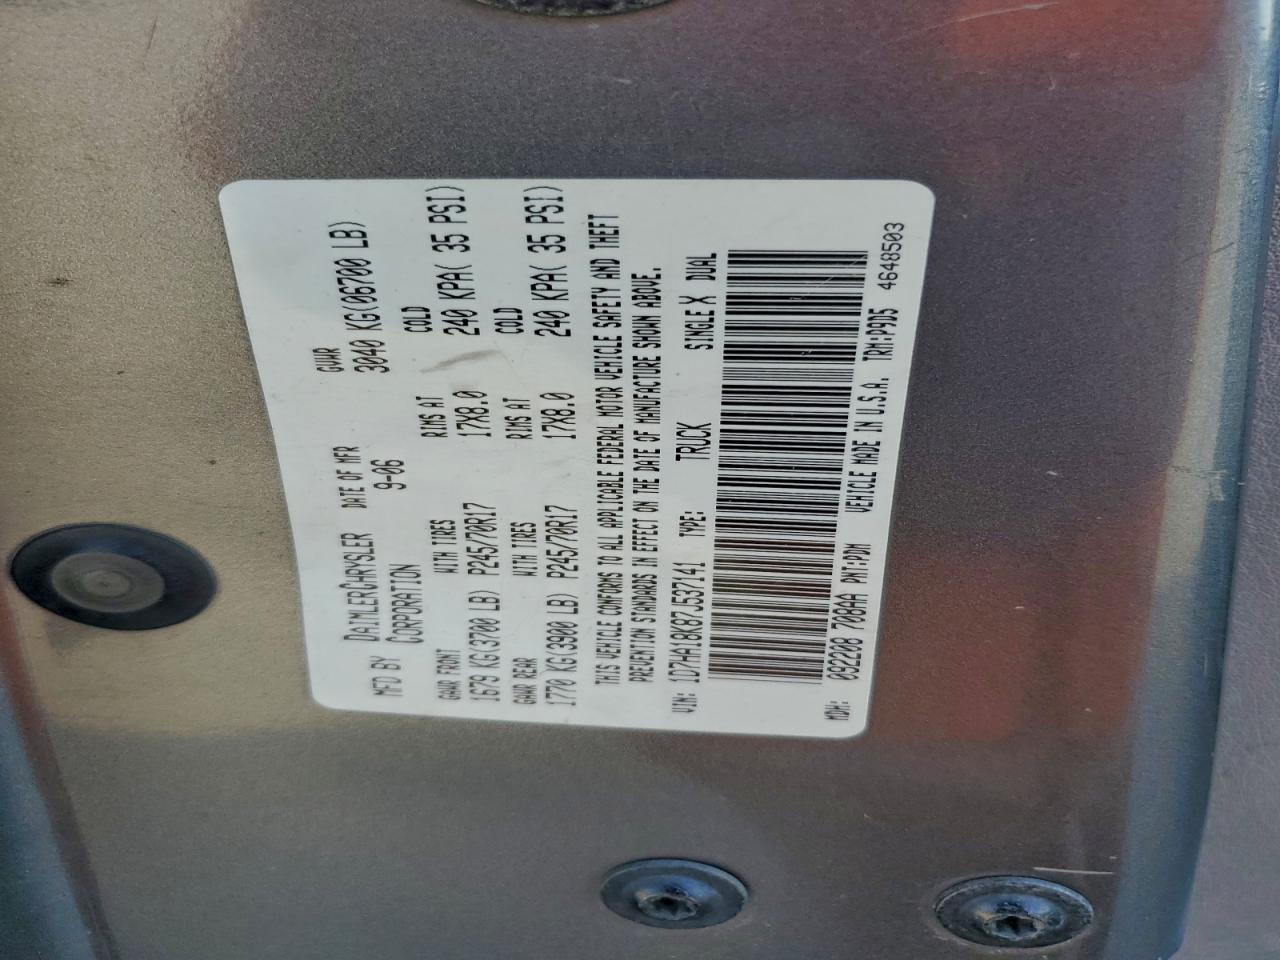 MFD BY DAIMLERCHRYSLER CORPORATION DATE OF MFR 9-06 GVWR 3040 KG(06700 LB)
GAWR FRONT WITH TIRES RIMS AT COLD
1679 KG(3700 LB) P245/70R17 17X8.0 240 KPA( 35 PSI)
GAWR REAR WITH TIRES RIMS AT COLD
1770 KG(3900 LB) P245/70R17 17X8.0 240 KPA( 35 PSI)
THIS VEHICLE CONFORMS TO ALL APPLICABLE FEDERAL MOTOR VEHICLE SAFETY AND THEFT
PREVENTION STANDARDS IN EFFECT ON THE DATE OF MANUFACTURE SHOWN ABOVE.
VIN: 1D7HA18K87J537141 TYPE: TRUCK SINGLE X DUAL
MDH: 092208 708AA PNT:PDM VEHICLE MADE IN U.S.A. TRM:P9D5 4648503